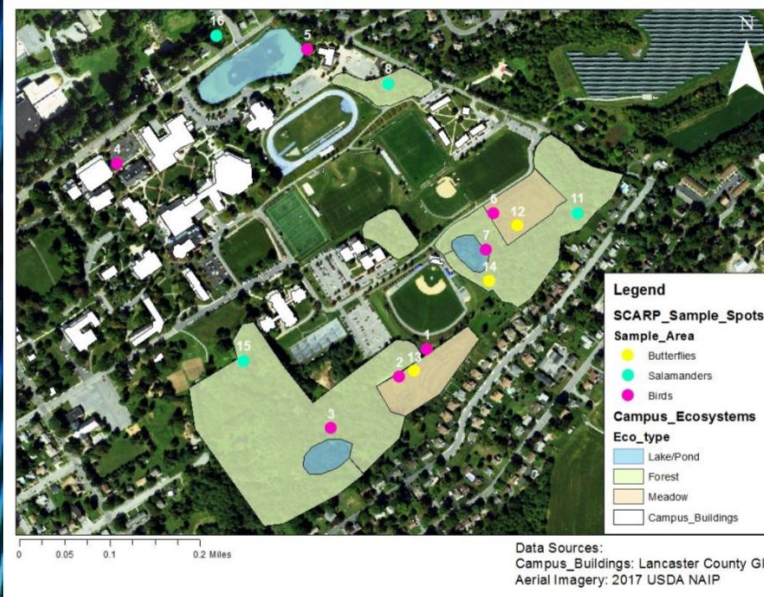 16
5
8
4
N
6
12
11
7
14
1
13
2
15
3
Legend
SCARP_Sample_Spots
Sample_Area
Butterflies
Salamanders
Birds
Campus_Ecosystems
Eco_type
Lake/Pond
Forest
Meadow
Campus_Buildings
0 0.05 0.1 0.2 Miles
Data Sources:
Campus_Buildings: Lancaster County GI
Aerial Imagery: 2017 USDA NAIP